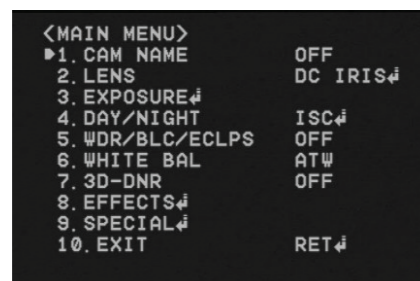 <MAIN MENU>
1. CAM NAME OFF
2. LENS DC IRIS↲
3. EXPOSURE↲
4. DAY/NIGHT ISC↲
5. WDR/BLC/ECLPS OFF
6. WHITE BAL ATW
7. 3D-DNR OFF
8. EFFECTS↲
9. SPECIAL↲
10. EXIT RET↲